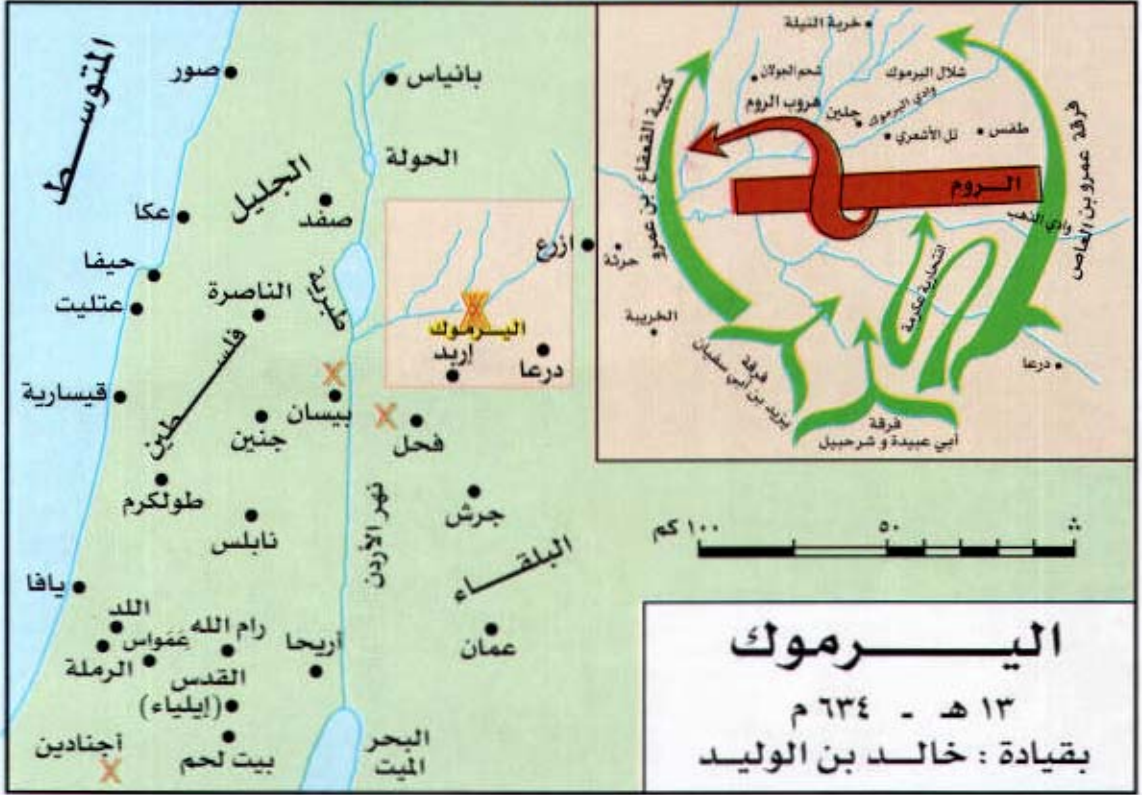 المتوسط
صور
بانياس
الحولة
الجليل
صفد
عكا
حيفا
عتليت
الناصرة
طبرية
ازرع
اليرموك
إربد
درعا
فلسطين
قيسارية
بيسان
جنين
فحل
طولكرم
نابلس
جرش
نهر الأردن
البلقاء
يافا
اللد
عمواس
رام الله
الرملة
أريحا
عمان
القدس
(إيلياء)
أجنادين
بيت لحم
البحر
الميت
خربة النيلة
شحم الجولان
شلال اليرموك
وادي اليرموك
جلين
هروب الروم
تل الأشعري
طفس
الروم
وادي الذهب
كتيبة القعقاع بن عمرو
فرقة عمرو بن العاص
حرثة
الخريبة
انتحارية عكرمة
درعا
فرقة
يزيد بن أبي سفيان
فرقة
أبي عبيدة و شرحبيل
١٠٠ كم
٥٠
اليرموك
١٣ هـ - ٦٣٤ م
بقيادة : خالد بن الوليد